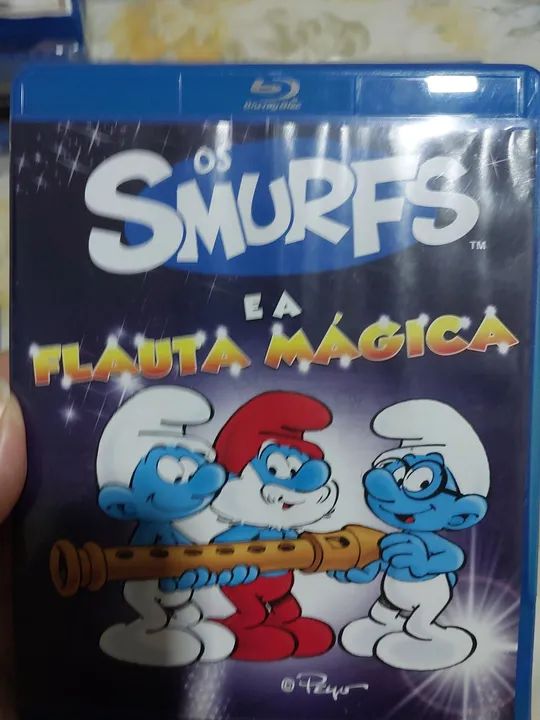 Blu-ray Disc
OS
SMURFS
TM
E A
FLAUTA MÁGICA
© Peyo